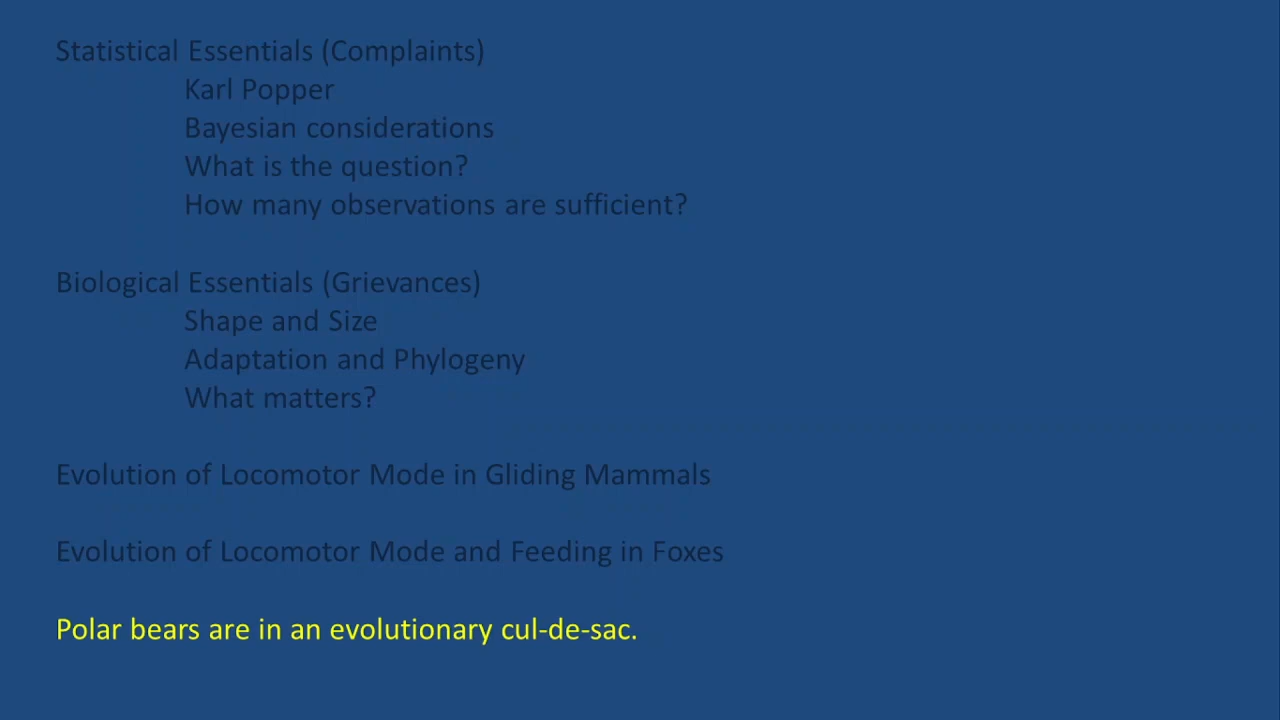 Statistical Essentials (Complaints)
Karl Popper
Bayesian considerations
What is the question?
How many observations are sufficient?
Biological Essentials (Grievances)
Shape and Size
Adaptation and Phylogeny
What matters?
Evolution of Locomotor Mode in Gliding Mammals
Evolution of Locomotor Mode and Feeding in Foxes
Polar bears are in an evolutionary cul-de-sac.